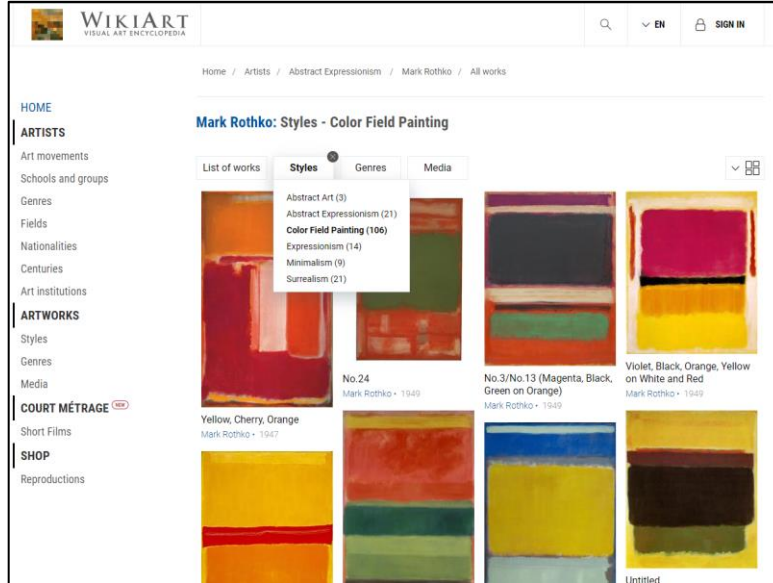 WIKIART
VISUAL ART ENCYCLOPEDIA
EN
SIGN IN
Home / Artists / Abstract Expressionism / Mark Rothko / All works
HOME
ARTISTS
Art movements
Schools and groups
Genres
Fields
Nationalities
Centuries
Art institutions
ARTWORKS
Styles
Genres
Media
COURT MÉTRAGE NEW
Short Films
SHOP
Reproductions
Mark Rothko: Styles - Color Field Painting
List of works Styles Genres Media
Abstract Art (3)
Abstract Expressionism (21)
Color Field Painting (106)
Expressionism (14)
Minimalism (9)
Surrealism (21)
Yellow, Cherry, Orange
Mark Rothko • 1947
No.24
Mark Rothko • 1949
No.3/No.13 (Magenta, Black,
Green on Orange)
Mark Rothko • 1949
Violet, Black, Orange, Yellow
on White and Red
Mark Rothko • 1949
Untitled